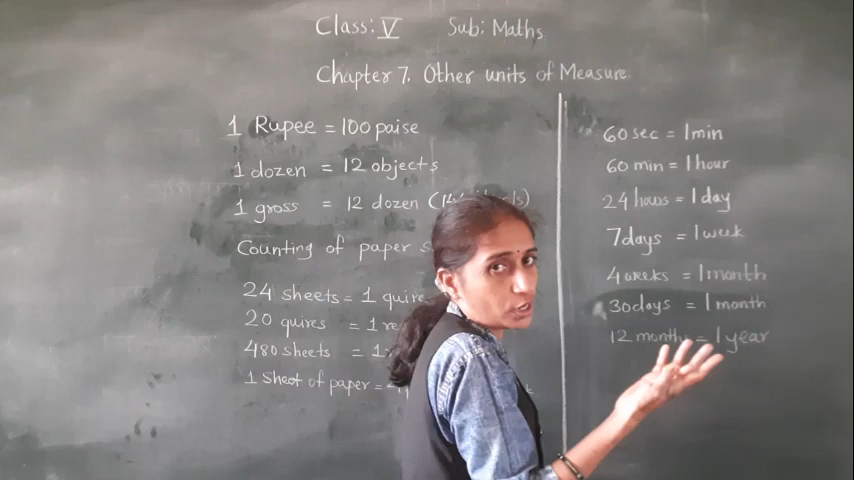 Class: V Sub: Maths
Chapter 7. Other units of Measure.
1 Rupee = 100 paise
1 dozen = 12 objects
1 gross = 12 dozen (144
Counting of paper
24 sheets = 1 quire
20 quires = 1
480 sheets = 1
1 Sheet of paper =
60 sec = 1 min
60 min = 1 hour
24 hours = 1 day
7 days = 1 week
4 weeks = 1 month
30 days = 1 month
12 months = 1 year